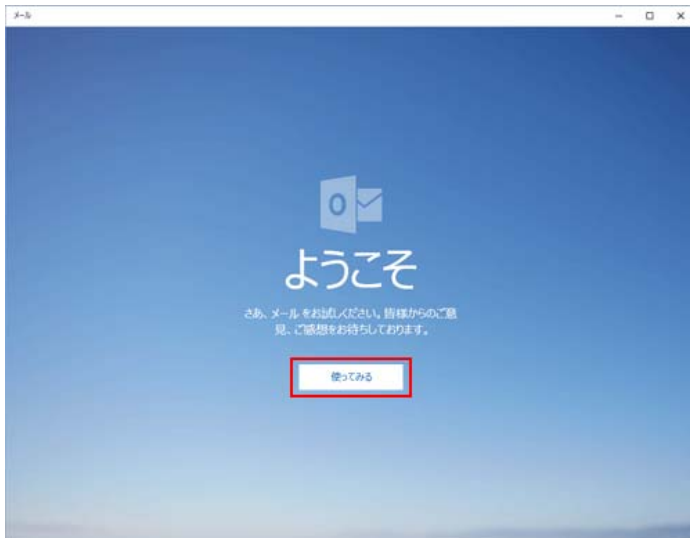 メール
ようこそ
さあ、メール をお試しください。皆様からのご意
見、ご感想をお待ちしております。
使ってみる